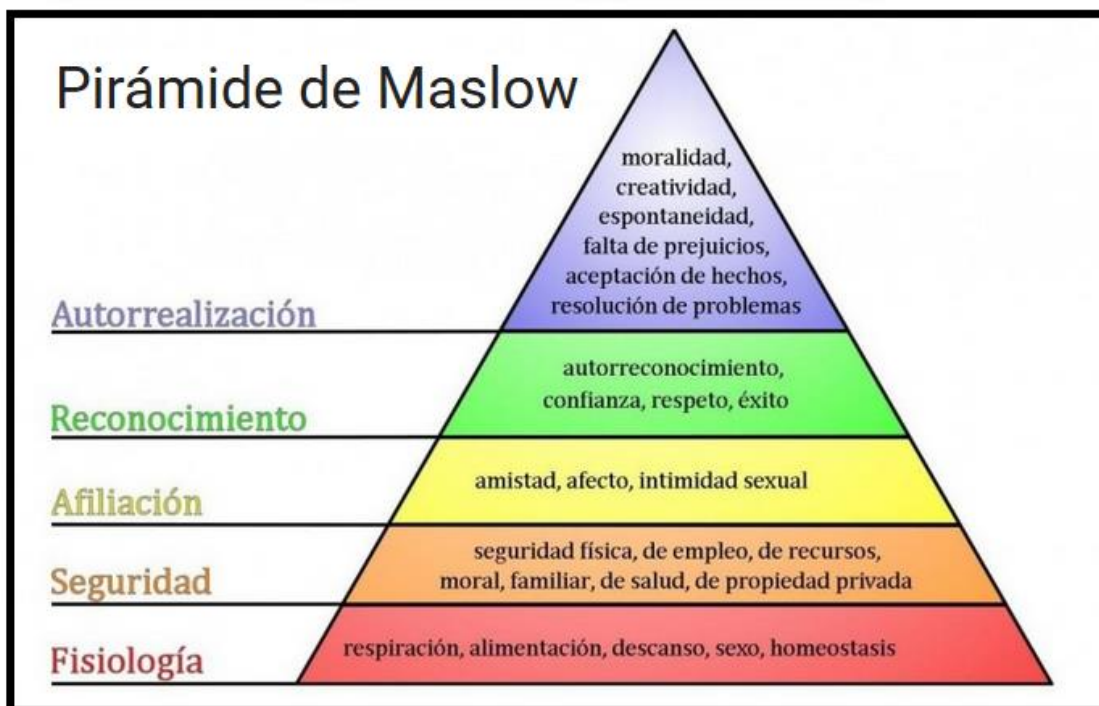 Pirámide de Maslow
moralidad,
creatividad,
espontaneidad,
falta de prejuicios,
aceptación de hechos,
resolución de problemas
Autorrealización
autorreconocimiento,
confianza, respeto, éxito
Reconocimiento
amistad, afecto, intimidad sexual
Afiliación
seguridad física, de empleo, de recursos,
moral, familiar, de salud, de propiedad privada
Seguridad
respiración, alimentación, descanso, sexo, homeostasis
Fisiología